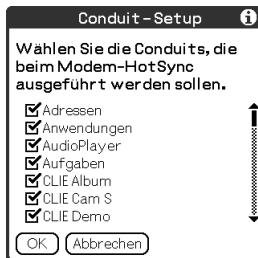 Conduit-Setup
Wählen Sie die Conduits, die
beim Modem-HotSync
ausgeführt werden sollen.
Adressen
Anwendungen
AudioPlayer
Aufgaben
CLIE Album
CLIE Cam S
CLIE Demo
OK Abbrechen